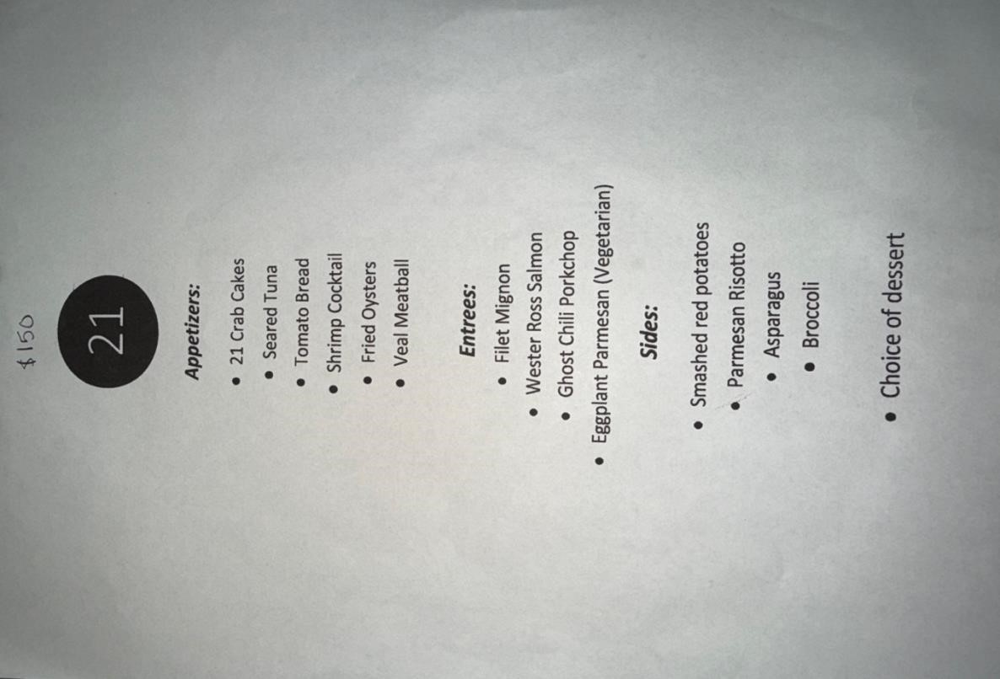 $150
21
Appetizers:
• 21 Crab Cakes
• Seared Tuna
• Tomato Bread
• Shrimp Cocktail
• Fried Oysters
• Veal Meatball
Entrees:
• Filet Mignon
• Wester Ross Salmon
• Ghost Chili Porkchop
• Eggplant Parmesan (Vegetarian)
Sides:
• Smashed red potatoes
• Parmesan Risotto
• Asparagus
• Broccoli
• Choice of dessert